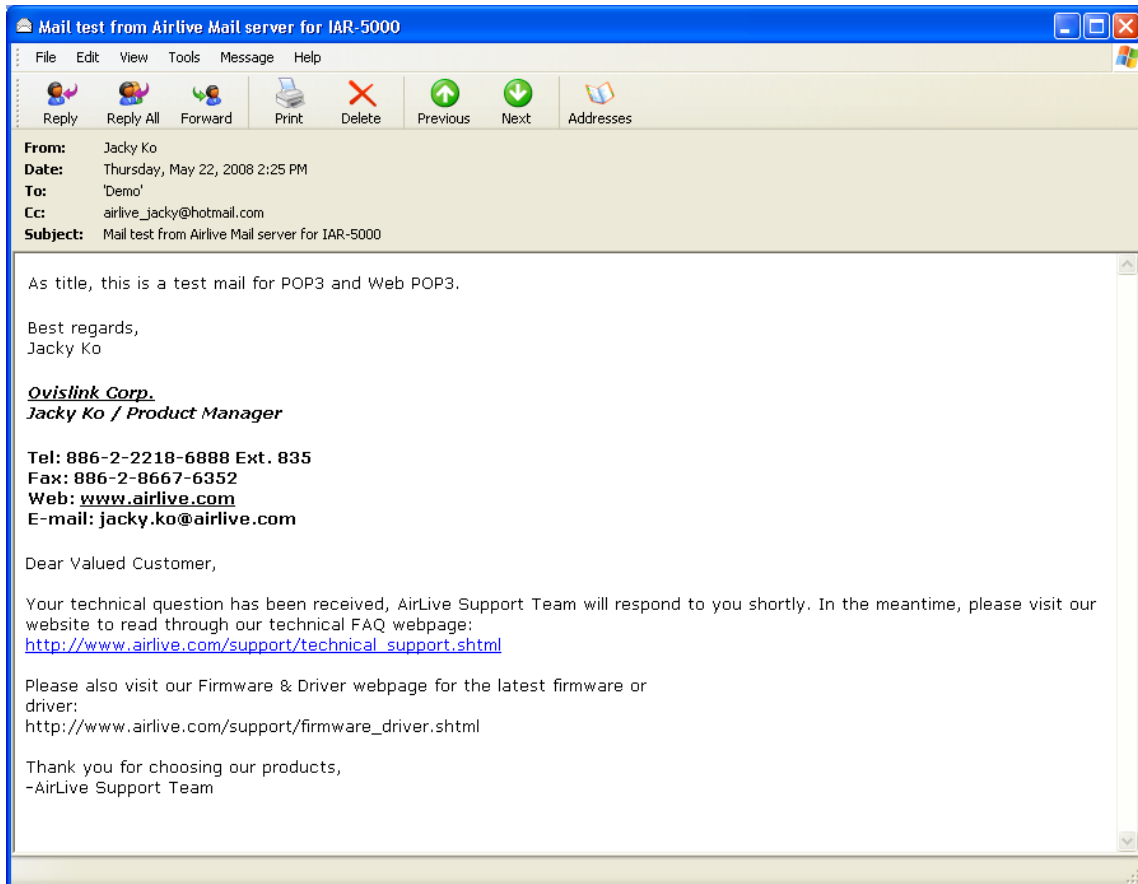 Mail test from Airlive Mail server for IAR-5000
File Edit View Tools Message Help
Reply Reply All Forward Print Delete Previous Next Addresses
From: Jacky Ko
Date: Thursday, May 22, 2008 2:25 PM
To: 'Demo'
Cc: airlive_jacky@hotmail.com
Subject: Mail test from Airlive Mail server for IAR-5000
As title, this is a test mail for POP3 and Web POP3.
Best regards,
Jacky Ko
Ovislink Corp.
Jacky Ko / Product Manager
Tel: 886-2-2218-6888 Ext. 835
Fax: 886-2-8667-6352
Web: www.airlive.com
E-mail: jacky.ko@airlive.com
Dear Valued Customer,
Your technical question has been received, AirLive Support Team will respond to you shortly. In the meantime, please visit our
website to read through our technical FAQ webpage:
http://www.airlive.com/support/technical_support.shtml
Please also visit our Firmware & Driver webpage for the latest firmware or
driver:
http://www.airlive.com/support/firmware_driver.shtml
Thank you for choosing our products,
-AirLive Support Team